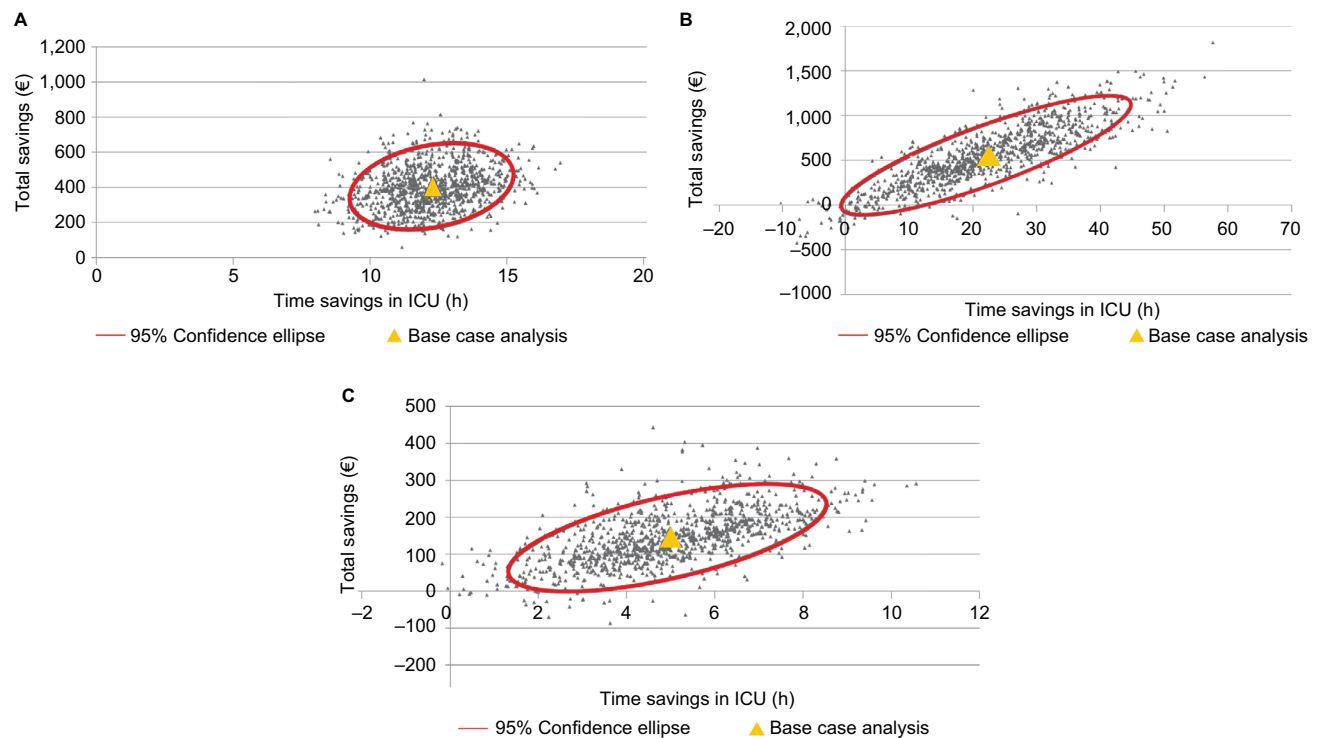 A
1,200
1,000
800
600
400
200
0
Total savings (€)
0 5 10 15 20
Time savings in ICU (h)
95% Confidence ellipse Base case analysis
B
2,000
1,500
1,000
500
0
–500
–1000
Total savings (€)
–20 –10 0 10 20 30 40 50 60 70
Time savings in ICU (h)
95% Confidence ellipse Base case analysis
C
500
400
300
200
100
0
–100
–200
Total savings (€)
–2 0 2 4 6 8 10 12
Time savings in ICU (h)
95% Confidence ellipse Base case analysis